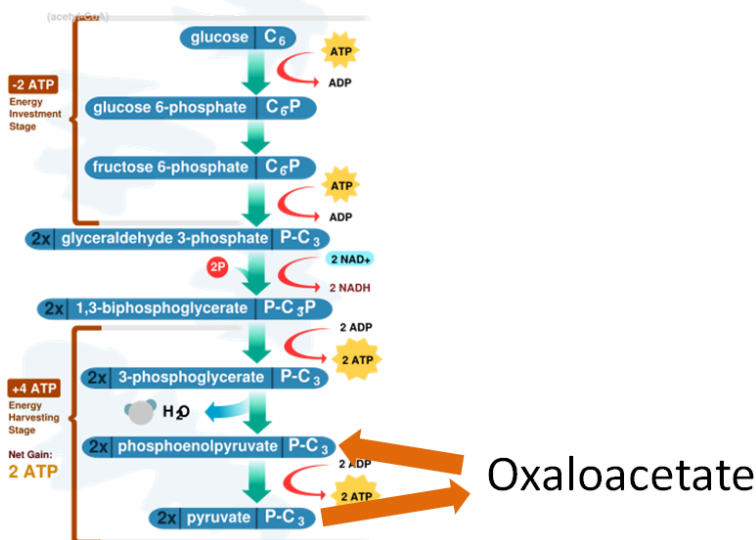 (acetyl-CoA)
glucose C6
ATP
ADP
-2 ATP
Energy
Investment
Stage
glucose 6-phosphate C6P
fructose 6-phosphate C6P
ATP
ADP
2x glyceraldehyde 3-phosphate P-C3
2P
2 NAD+
2 NADH
2x 1,3-biphosphoglycerate P-C3P
2 ADP
2 ATP
+4 ATP
Energy
Harvesting
Stage
Net Gain:
2 ATP
2x 3-phosphoglycerate P-C3
H2O
2x phosphoenolpyruvate P-C3
2 ADP
2 ATP
Oxaloacetate
2x pyruvate P-C3